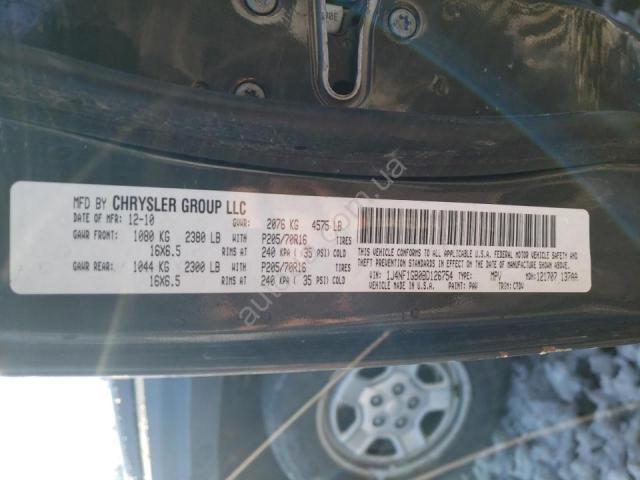 MFD BY CHRYSLER GROUP LLC
DATE OF MFR: 12-10 GVWR: 2076 KG 4575 LB
GAWR FRONT: 1080 KG 2380 LB WITH P205/70R16 TIRES
16X6.5 RIMS AT 240 KPA ( 35 PSI) COLD
GAWR REAR: 1044 KG 2300 LB WITH P205/70R16 TIRES
16X6.5 RIMS AT 240 KPA ( 35 PSI) COLD
THIS VEHICLE CONFORMS TO ALL APPLICABLE U.S.A. FEDERAL MOTOR VEHICLE SAFETY AND
THEFT PREVENTION STANDARDS IN EFFECT ON THE DATE OF MANUFACTURE SHOWN ABOVE.
VIN: 1J4NF1GB0BD126754 TYPE: MPV MDH: 121707 137AA
VEHICLE MADE IN U.S.A. PAINT: PAV TRIM: C7DV